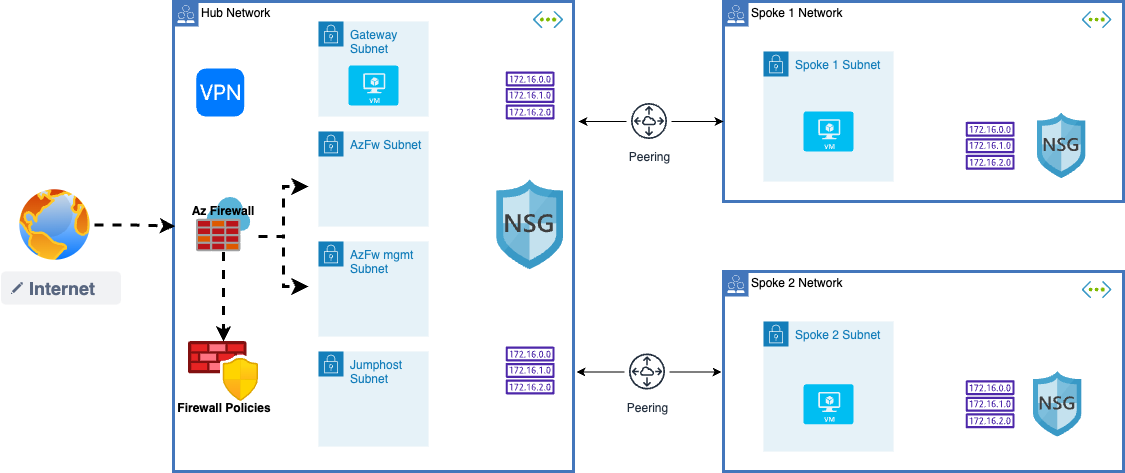 Hub Network
Gateway
Subnet
VM
VPN
172.16.0.0
172.16.1.0
172.16.2.0
AzFw Subnet
Az Firewall
NSG
AzFw mgmt
Subnet
Internet
Firewall Policies
Jumphost
Subnet
172.16.0.0
172.16.1.0
172.16.2.0
Peering
Peering
Spoke 1 Network
Spoke 1 Subnet
VM
172.16.0.0
172.16.1.0
172.16.2.0
NSG
Spoke 2 Network
Spoke 2 Subnet
VM
172.16.0.0
172.16.1.0
172.16.2.0
NSG